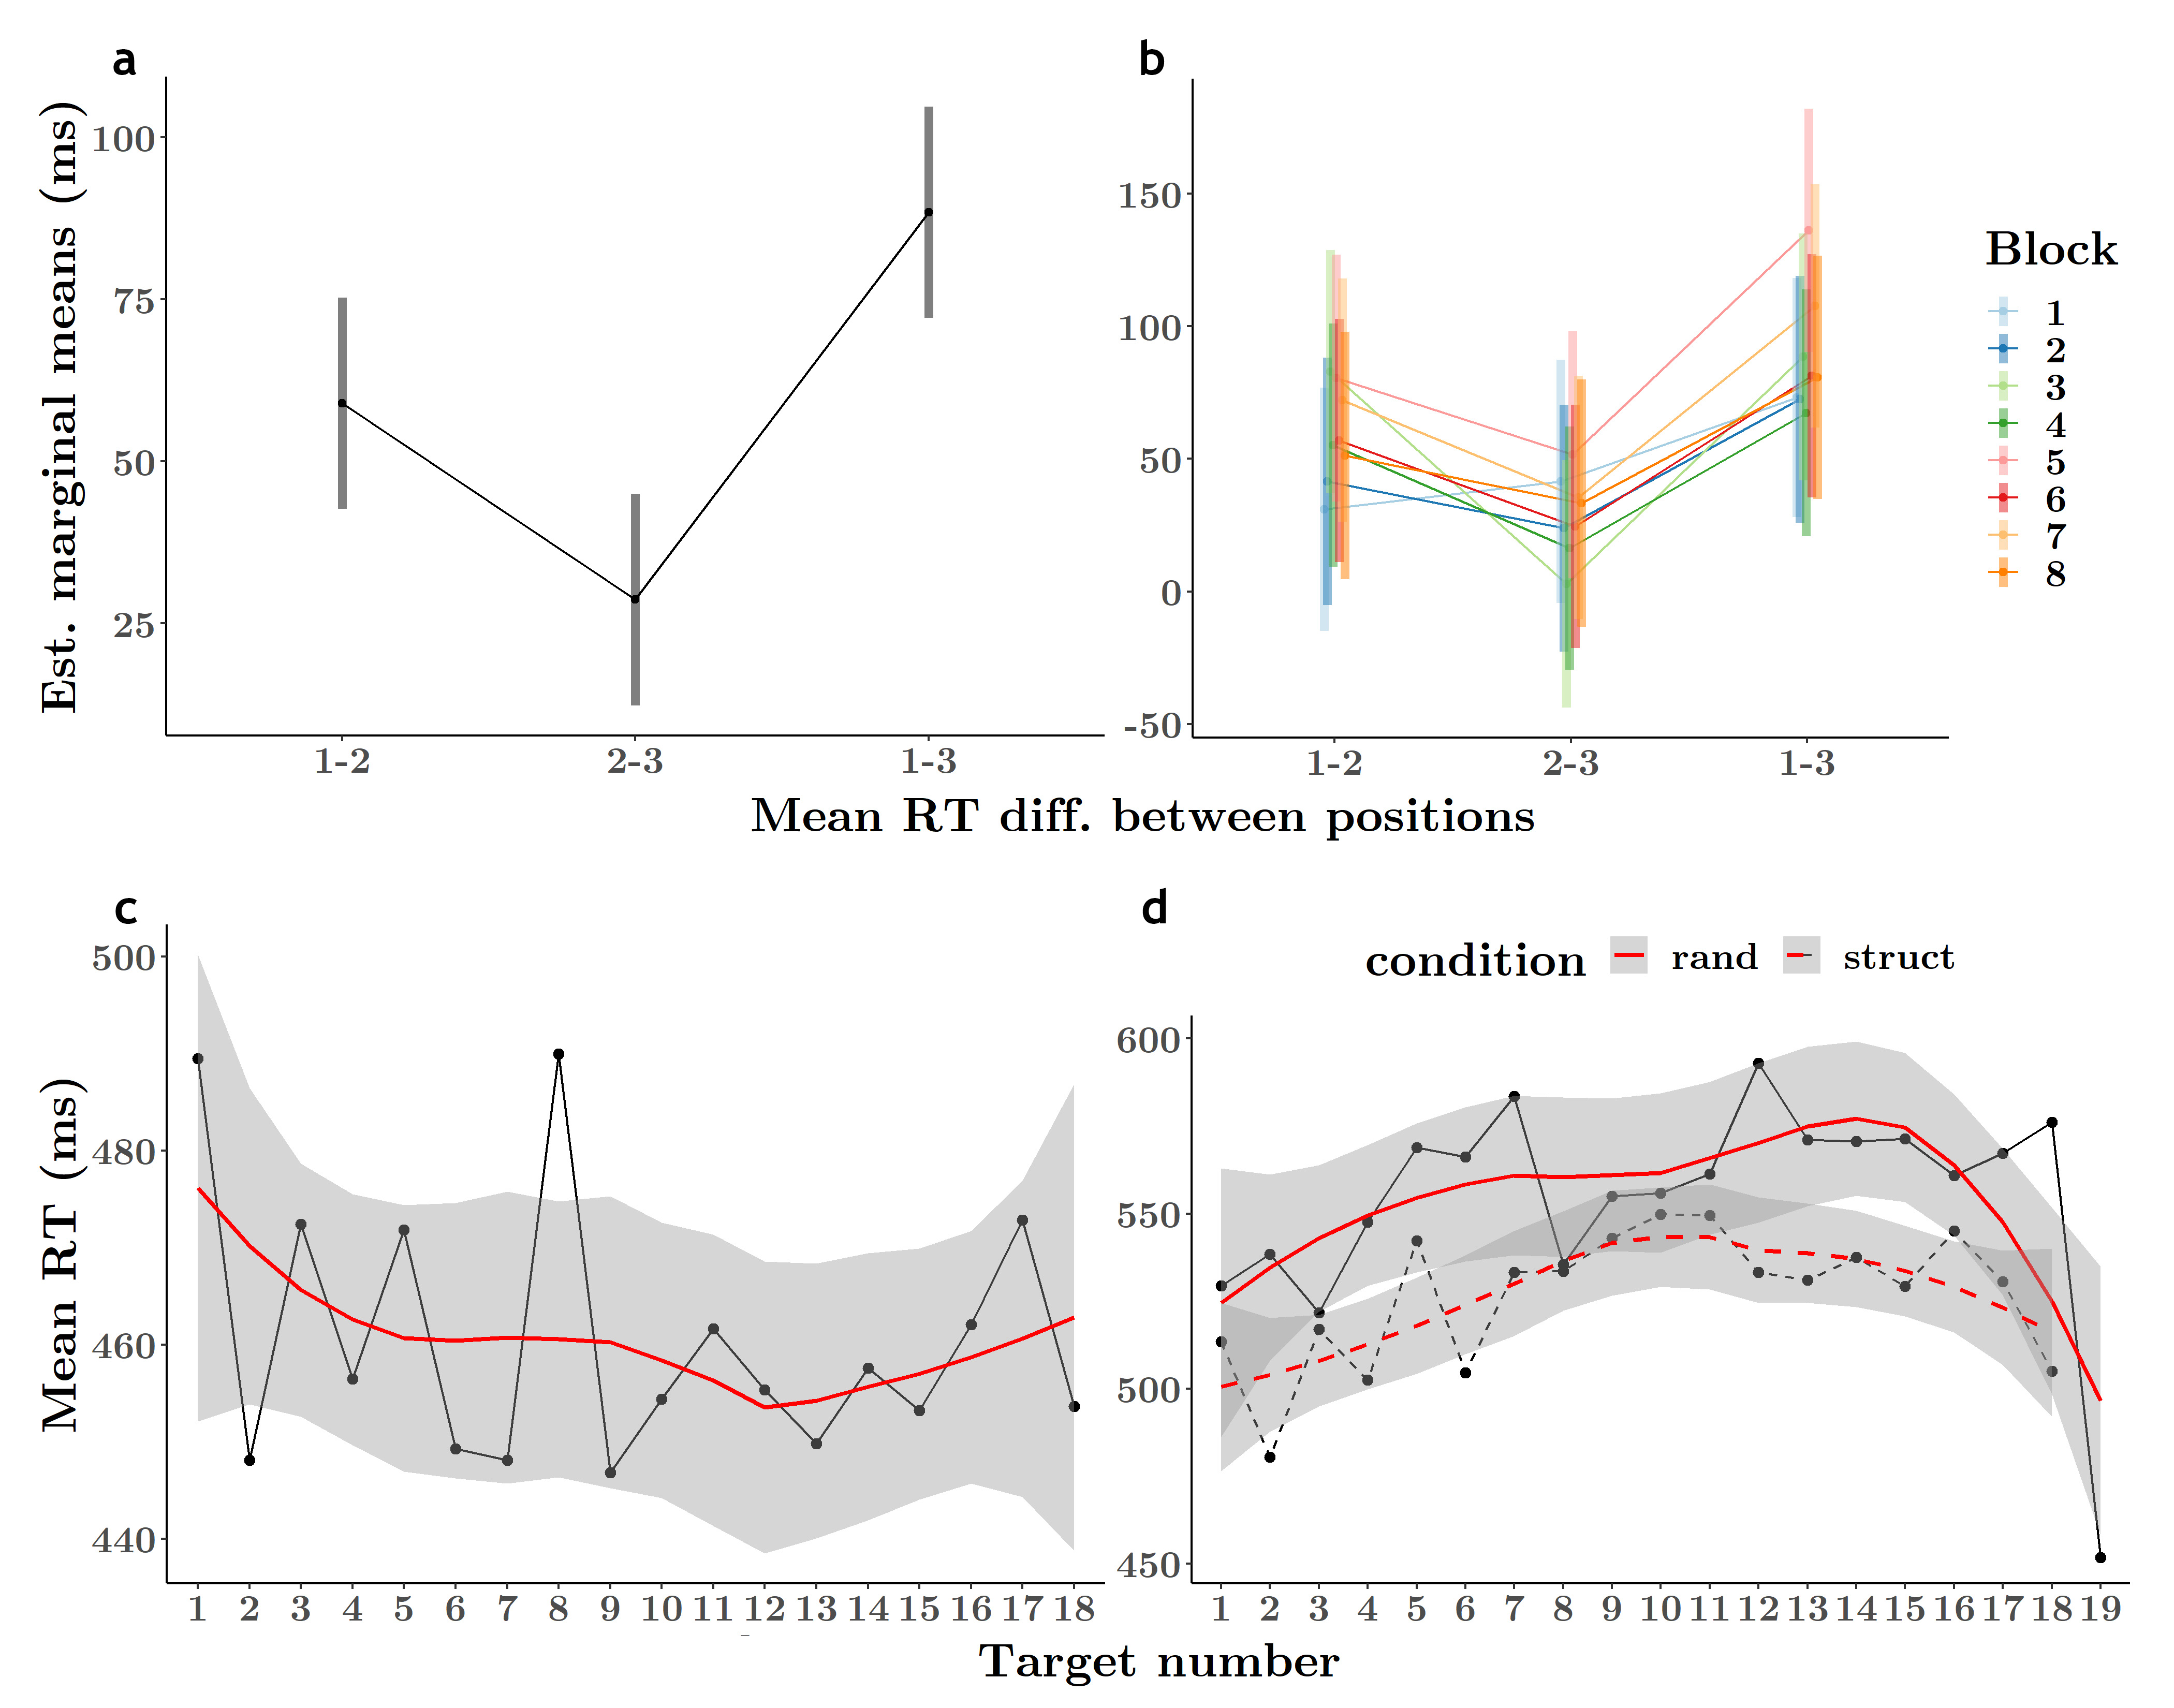 a
Est. marginal means (ms)
100
75
50
25
1-2 2-3 1-3
b
150
100
50
0
-50
1-2 2-3 1-3
Block
1
2
3
4
5
6
7
8
Mean RT diff. between positions
c
Mean RT (ms)
500
480
460
440
1 2 3 4 5 6 7 8 9 10 11 12 13 14 15 16 17 18
d
condition rand struct
600
550
500
450
1 2 3 4 5 6 7 8 9 10 11 12 13 14 15 16 17 18 19
Target number